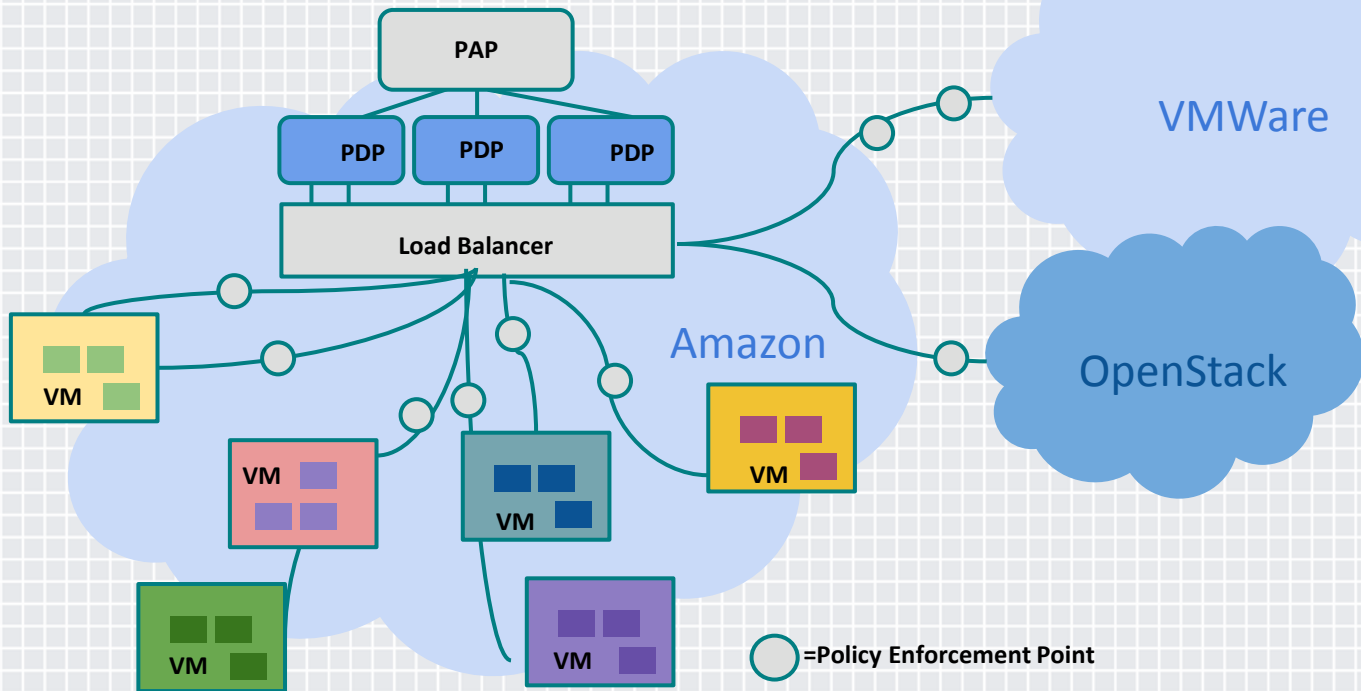 PAP
VMWare
PDP
PDP
PDP
Load Balancer
Amazon
OpenStack
VM
VM
VM
VM
VM
VM
=Policy Enforcement Point